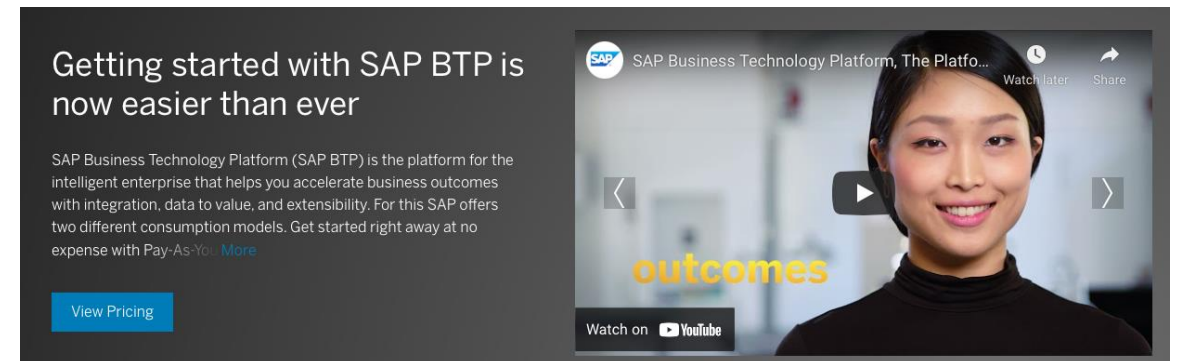 Getting started with SAP BTP is
now easier than ever
SAP Business Technology Platform (SAP BTP) is the platform for the
intelligent enterprise that helps you accelerate business outcomes
with integration, data to value, and extensibility. For this SAP offers
two different consumption models. Get started right away at no
expense with Pay-As-You More
View Pricing
SAP
SAP Business Technology Platform, The Platfo...
Watch later
Share
outcomes
Watch on YouTube